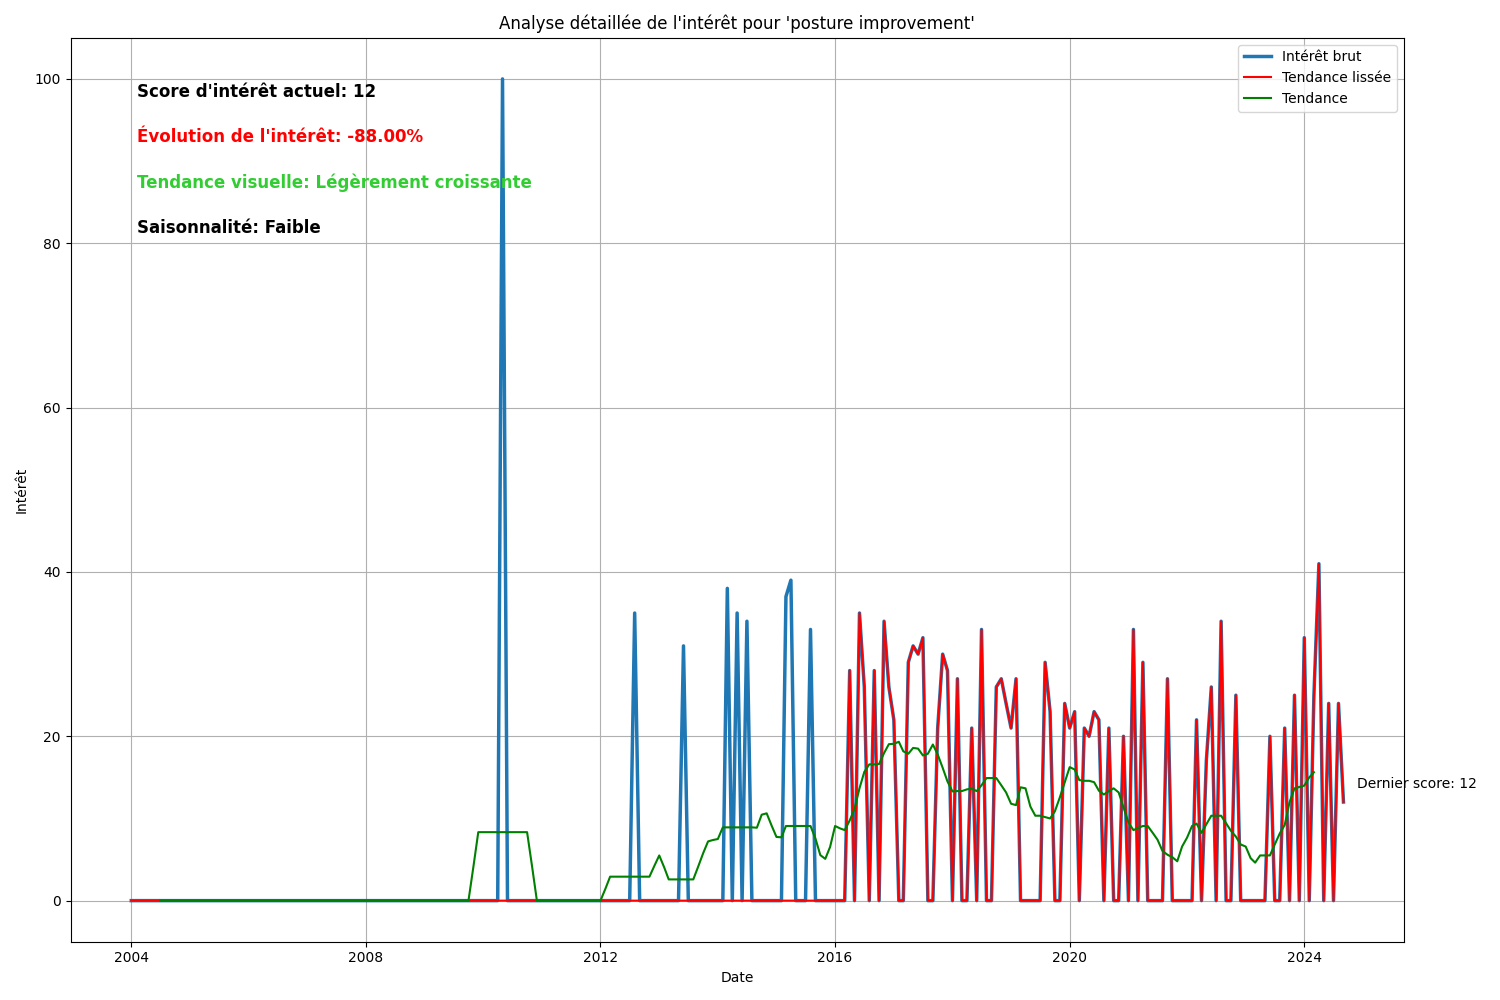 Analyse détaillée de l'intérêt pour 'posture improvement'
Intérêt brut
Tendance lissée
Tendance
Score d'intérêt actuel: 12
Évolution de l'intérêt: -88.00%
Tendance visuelle: Légèrement croissante
Saisonnalité: Faible
100
80
60
40
20
0
Intérêt
Dernier score: 12
2004
2008
2012
2016
2020
2024
Date